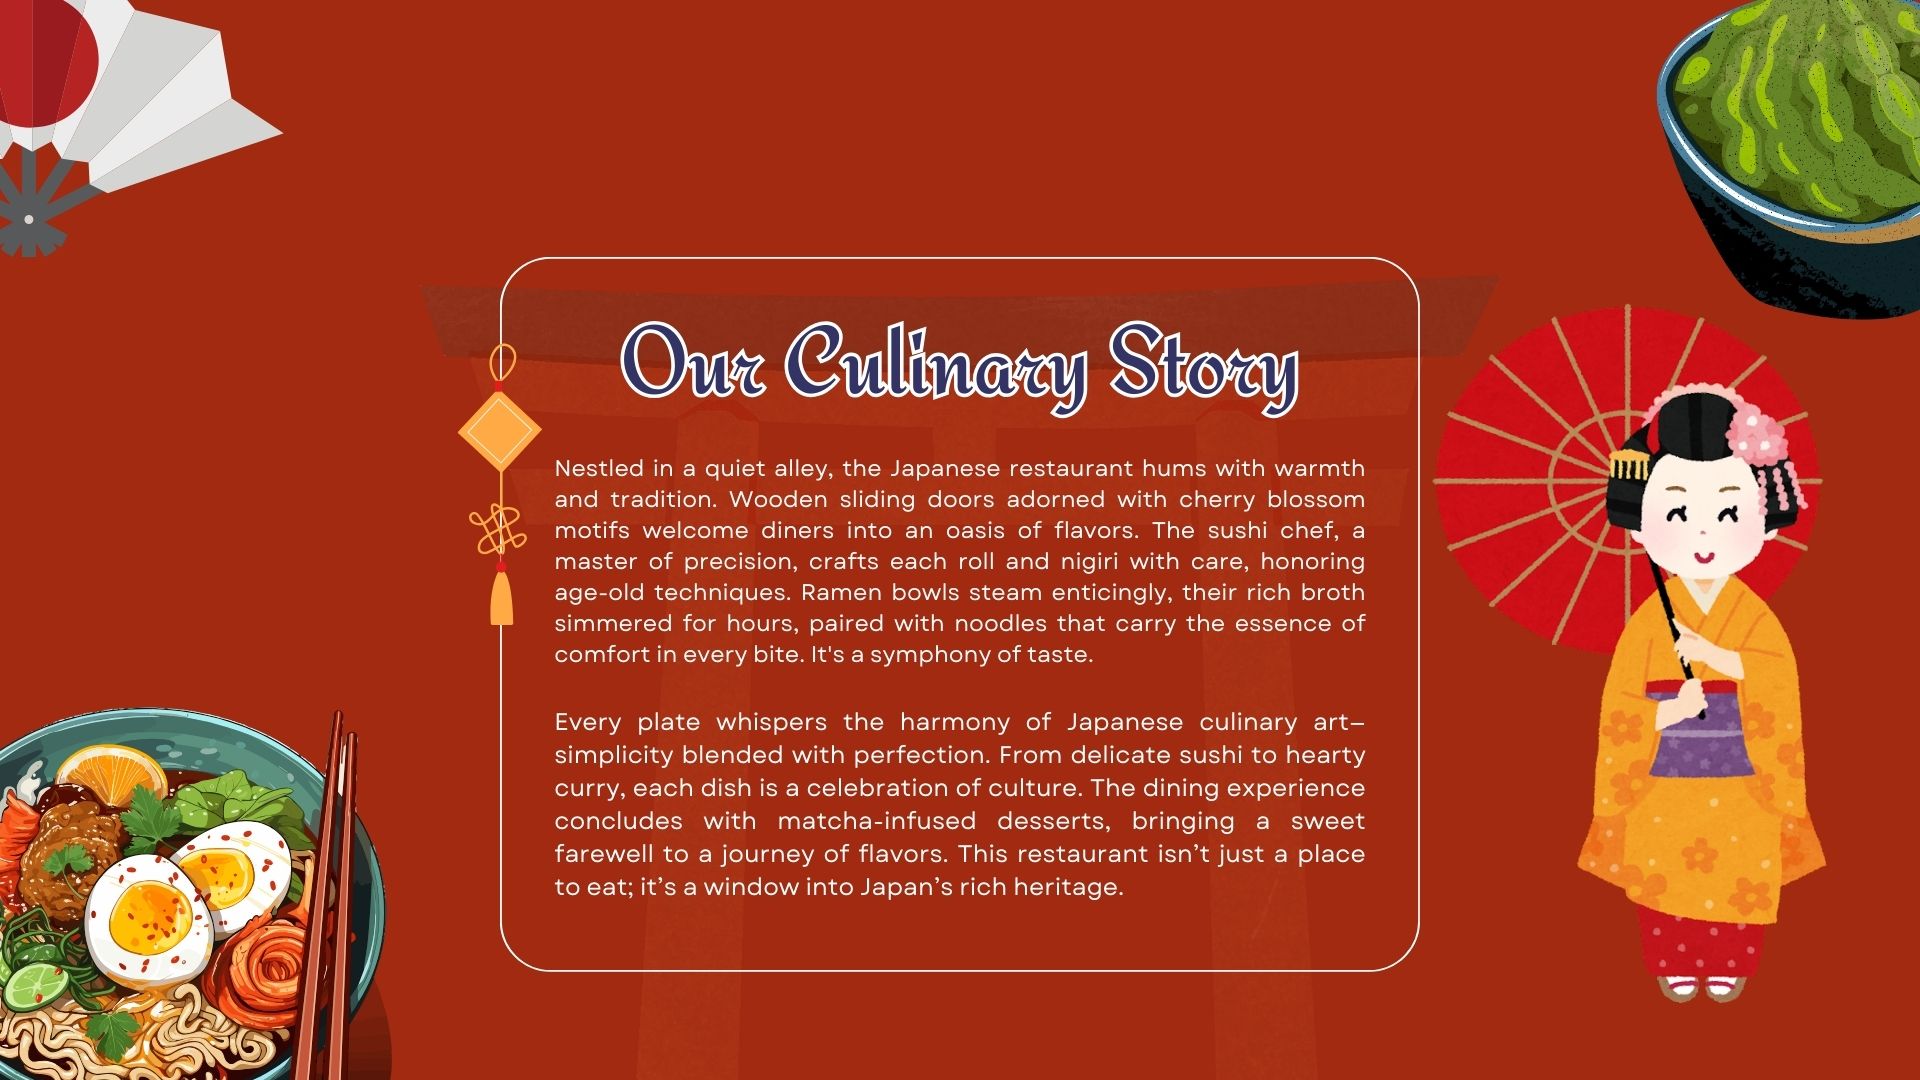 Our Culinary Story
Nestled in a quiet alley, the Japanese restaurant hums with warmth
and tradition. Wooden sliding doors adorned with cherry blossom
motifs welcome diners into an oasis of flavors. The sushi chef, a
master of precision, crafts each roll and nigiri with care, honoring
age-old techniques. Ramen bowls steam enticingly, their rich broth
simmered for hours, paired with noodles that carry the essence of
comfort in every bite. It's a symphony of taste.
Every plate whispers the harmony of Japanese culinary art—
simplicity blended with perfection. From delicate sushi to hearty
curry, each dish is a celebration of culture. The dining experience
concludes with matcha-infused desserts, bringing a sweet
farewell to a journey of flavors. This restaurant isn’t just a place
to eat; it’s a window into Japan’s rich heritage.